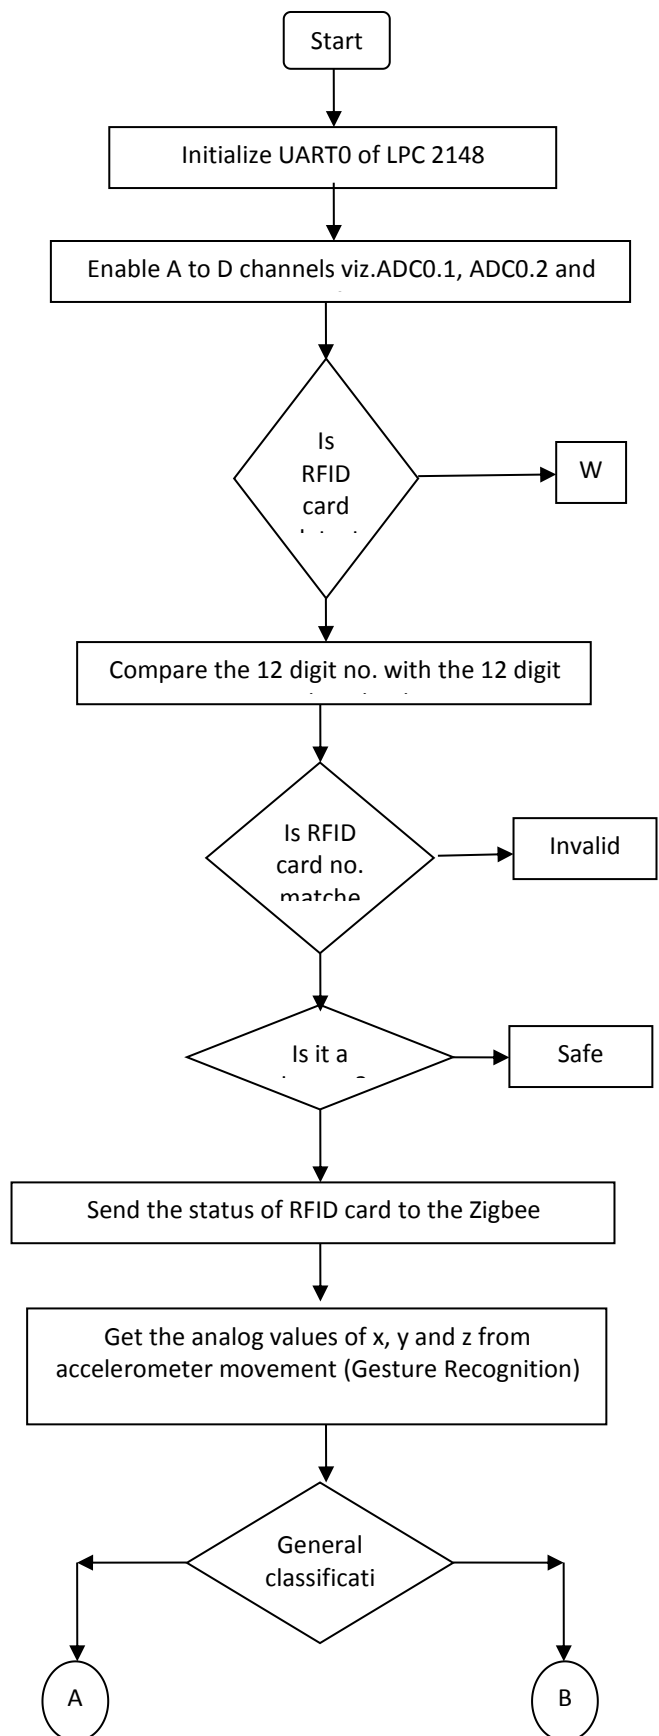 Start
Initialize UART0 of LPC 2148
Enable A to D channels viz.ADC0.1, ADC0.2 and
Is
RFID
card
W
Compare the 12 digit no. with the 12 digit
Is RFID
card no.
matche
Invalid
Is it a
Safe
Send the status of RFID card to the Zigbee
Get the analog values of x, y and z from
accelerometer movement (Gesture Recognition)
General
classificati
A
B